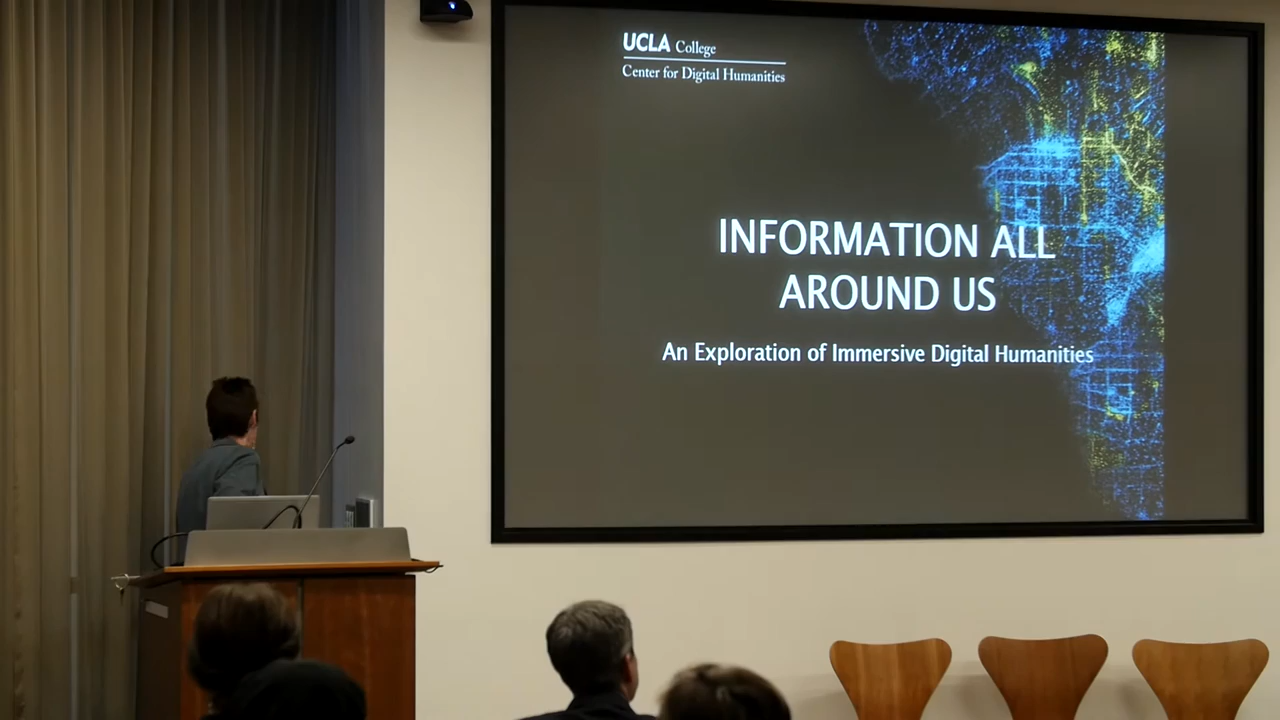 UCLA College
Center for Digital Humanities
INFORMATION ALL
AROUND US
An Exploration of Immersive Digital Humanities